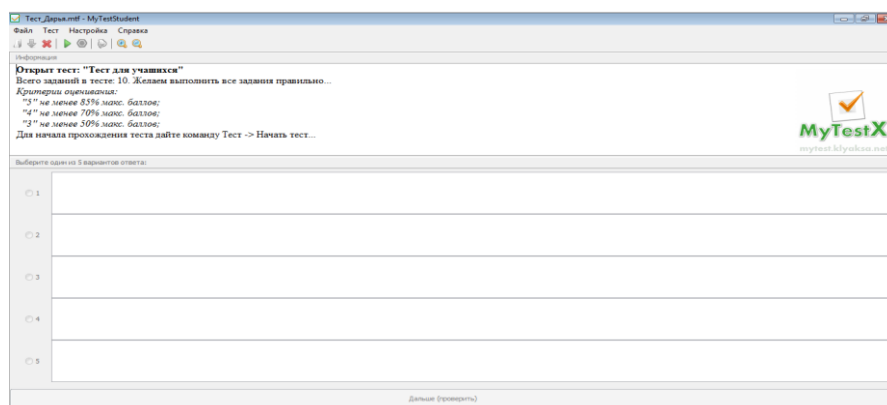 Тест_Дарья.mtf - MyTestStudent
Файл Тест Настройка Справка
Информация
Открыт тест: "Тест для учащихся"
Всего заданий в тесте: 10. Желаем выполнить все задания правильно...
Критерии оценивания:
"5" не менее 85% макс. баллов;
"4" не менее 70% макс. баллов;
"3" не менее 50% макс. баллов;
Для начала прохождения теста дайте команду Тест -> Начать тест...
MyTestX
mytest.klyaksa.net
Выберите один из 5 вариантов ответа:
1
2
3
4
5
Дальше (проверить)